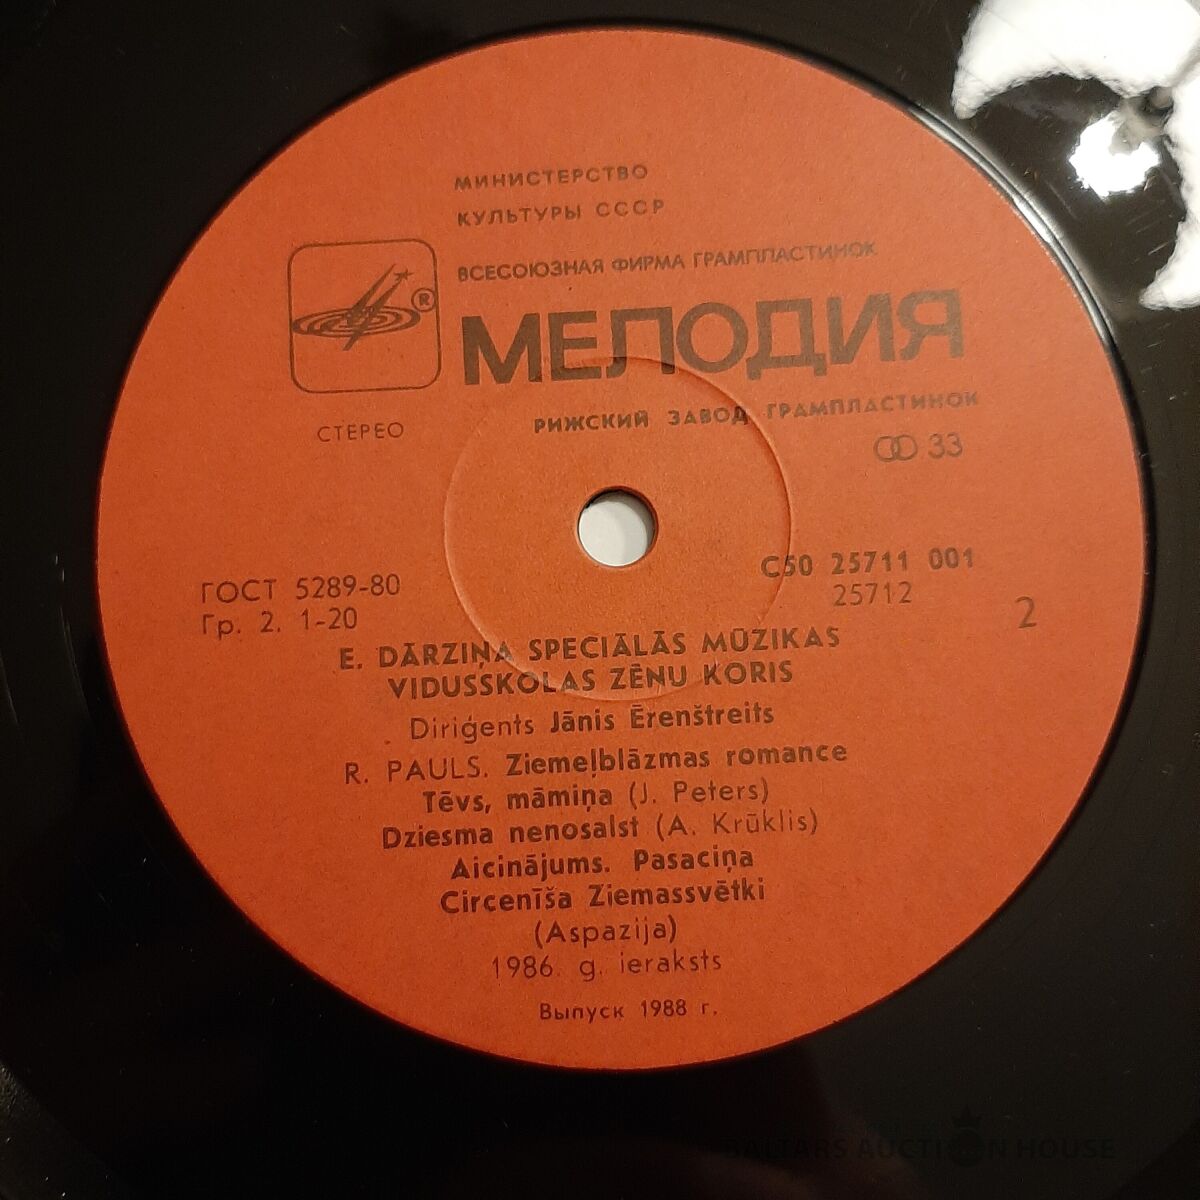 МИНИСТЕРСТВО
КУЛЬТУРЫ СССР
ВСЕСОЮЗНАЯ ФИРМА ГРАМПЛАСТИНОК
®
МЕЛОДИЯ
СТЕРЕО
РИЖСКИЙ ЗАВОД ГРАМПЛАСТИНОК
33
ГОСТ 5289-80
Гр. 2. 1-20
С50 25711 001
25712
2
E. DĀRZIŅA SPECIĀLĀS MŪZIKAS
VIDUSSKOLAS ZĒNU KORIS
Diriģents Jānis Ērenštreits
R. PAULS. Ziemeļblāzmas romance
Tēvs, māmiņa (J. Peters)
Dziesma nenosalst (A. Krūklis)
Aicinājums. Pasaciņa
Circenīša Ziemassvētki
(Aspazija)
1986. g. ieraksts
Выпуск 1988 г.
BALTARS AUCTION HOUSE